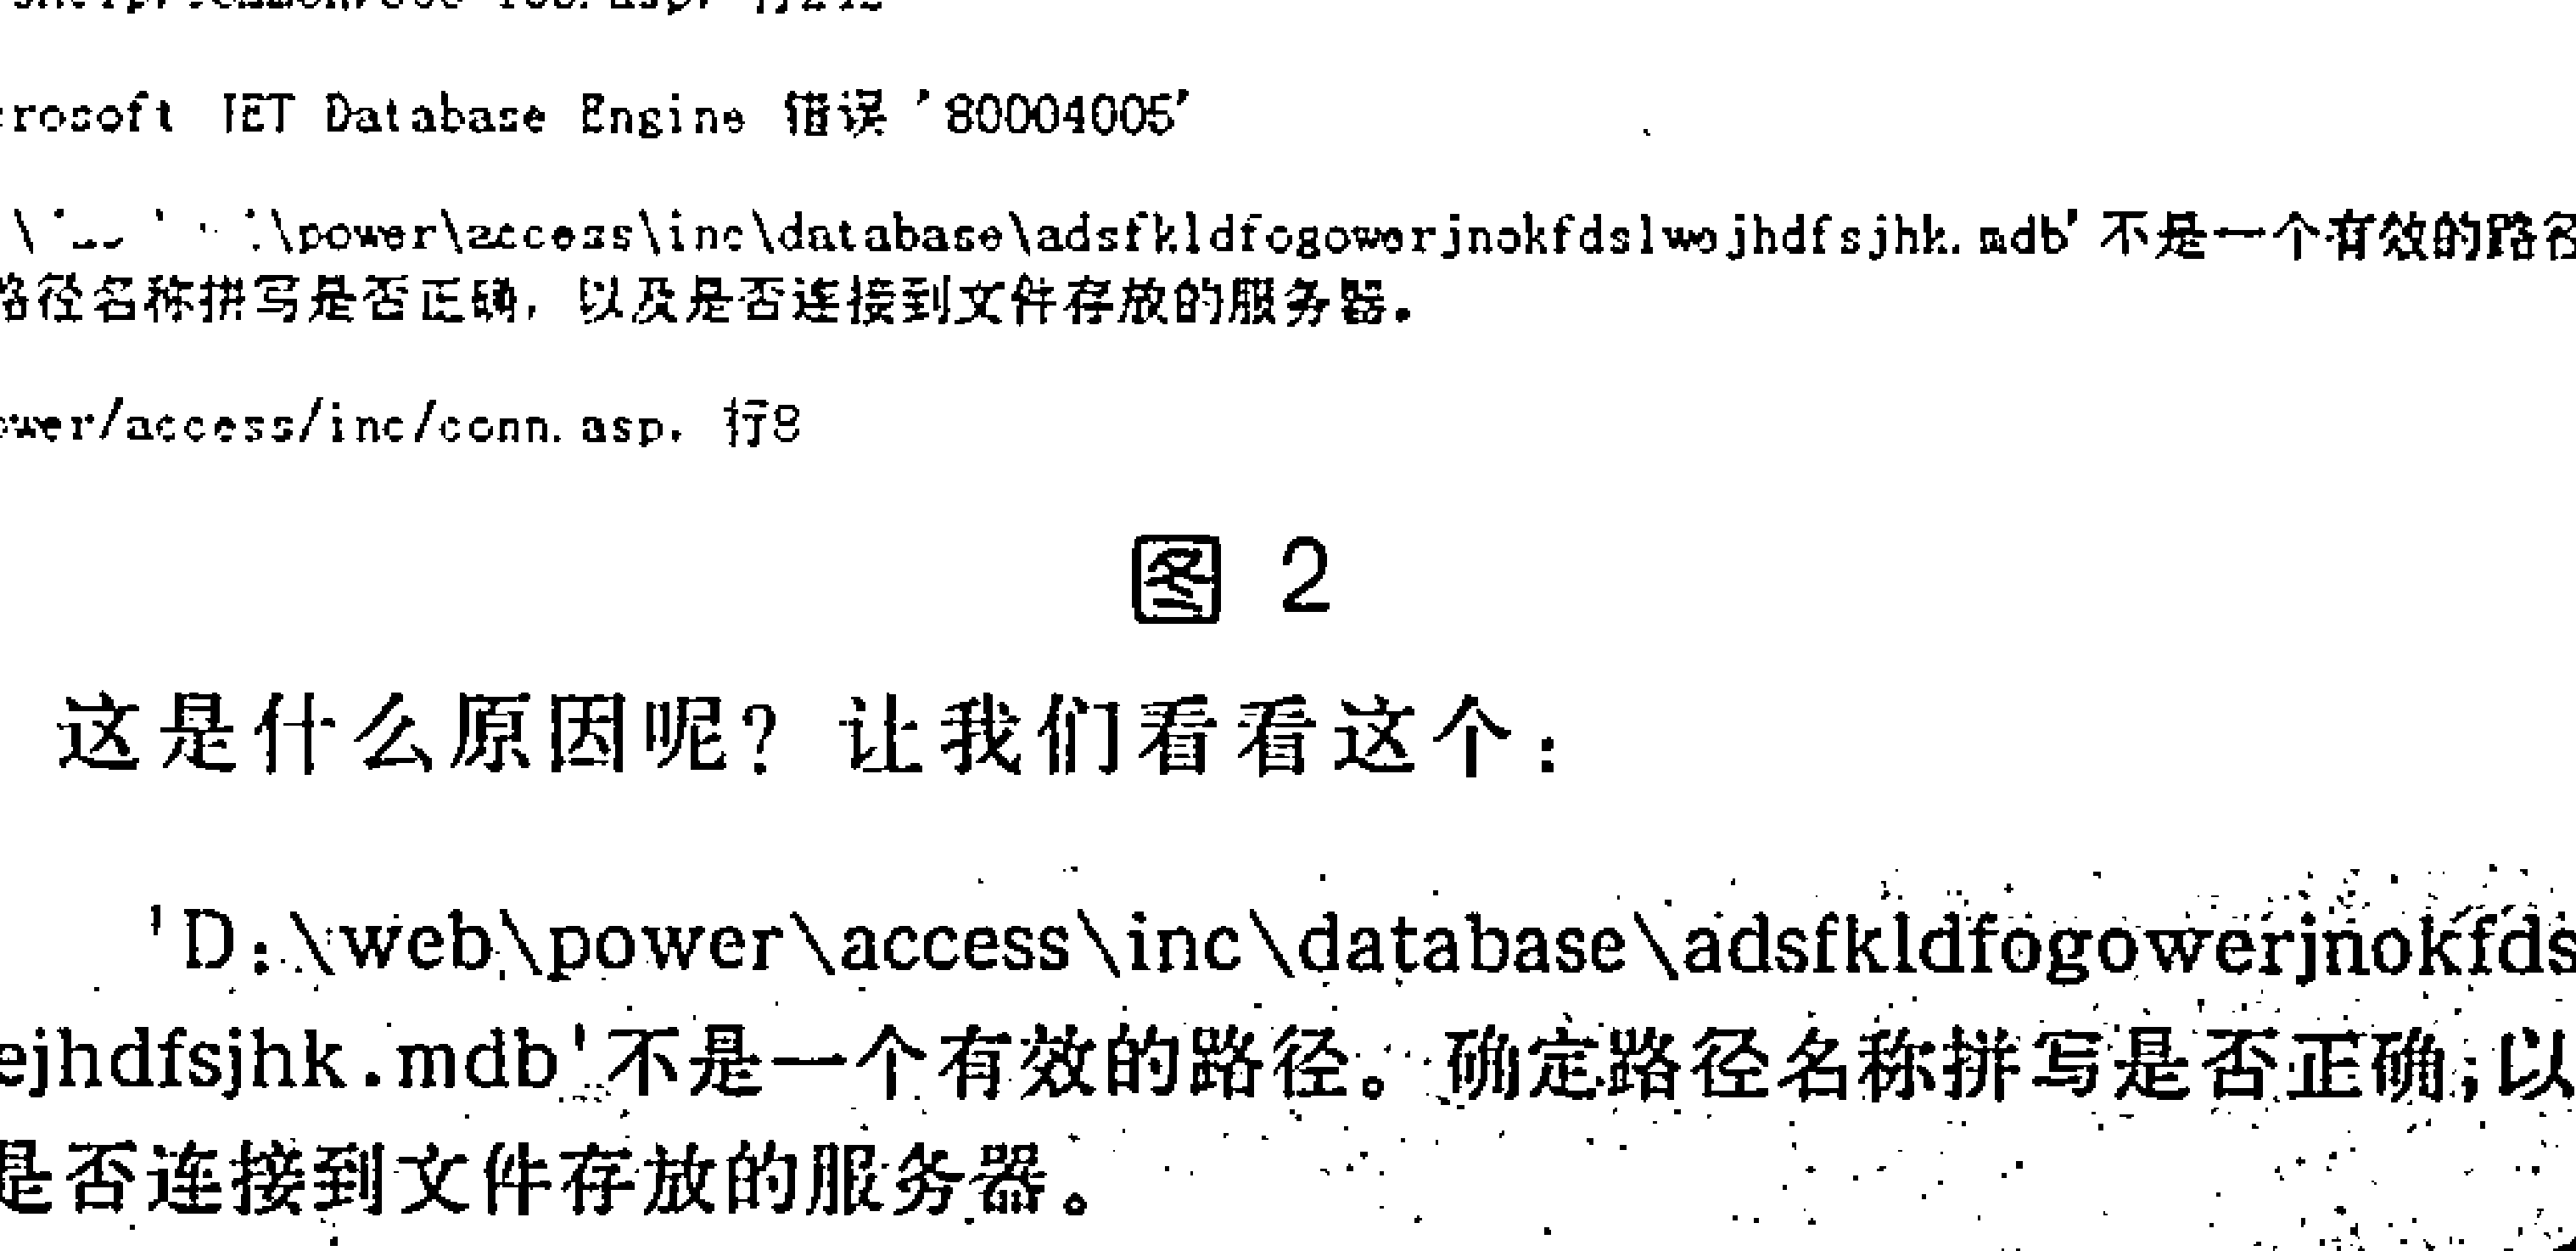 rosoft JET Database Engine 错误 '80004005'
\power\access\inc\database\adsfkldfogowerjnokfdslwejhdfsjhk.mdb'不是一个有效的路径
路径名称拼写是否正确，以及是否连接到文件存放的服务器。
wer/access/inc/conn.asp，行8
图 2
这是什么原因呢？让我们看看这个：
'D:\web\power\access\inc\database\adsfkldfogowerjnokfds
ejhdfsjhk.mdb'不是一个有效的路径。确定路径名称拼写是否正确;以
是否连接到文件存放的服务器。